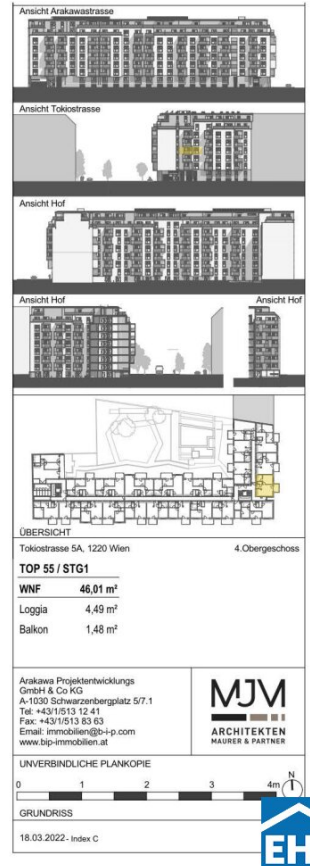 Ansicht Arakawastrasse
Ansicht Tokiostrasse
Ansicht Hof
Ansicht Hof Ansicht Hof
ÜBERSICHT
Tokiostrasse 5A, 1220 Wien 4.Obergeschoss
TOP 55 / STG1
WNF 46,01 m²
Loggia 4,49 m²
Balkon 1,48 m²
Arakawa Projektentwicklungs
GmbH & Co KG
A-1030 Schwarzenbergplatz 5/7.1
Tel: +43/1/513 12 41
Fax: +43/1/513 83 63
Email: immobilien@b-i-p.com
www.bip-immobilien.at
MJM
ARCHITEKTEN
MAURER & PARTNER
UNVERBINDLICHE PLANKOPIE
0 1 2 3 4m N
GRUNDRISS
18.03.2022- Index C
EH